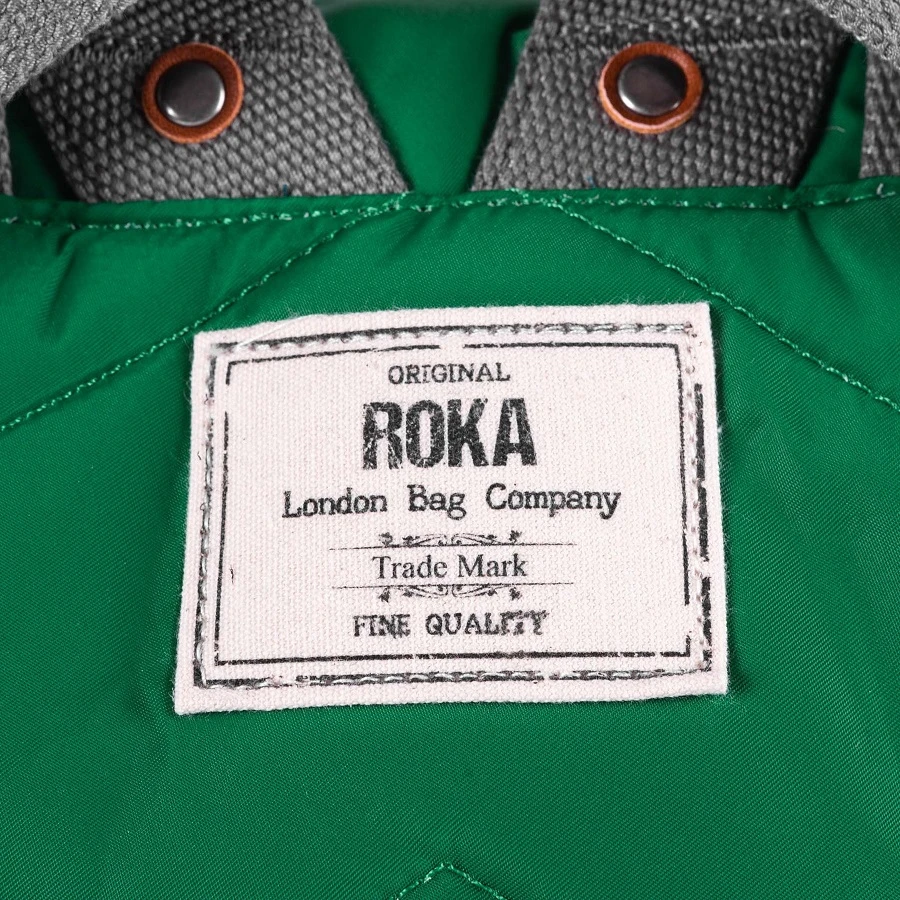 ORIGINAL
ROKA
London Bag Company
Trade Mark
FINE QUALITY